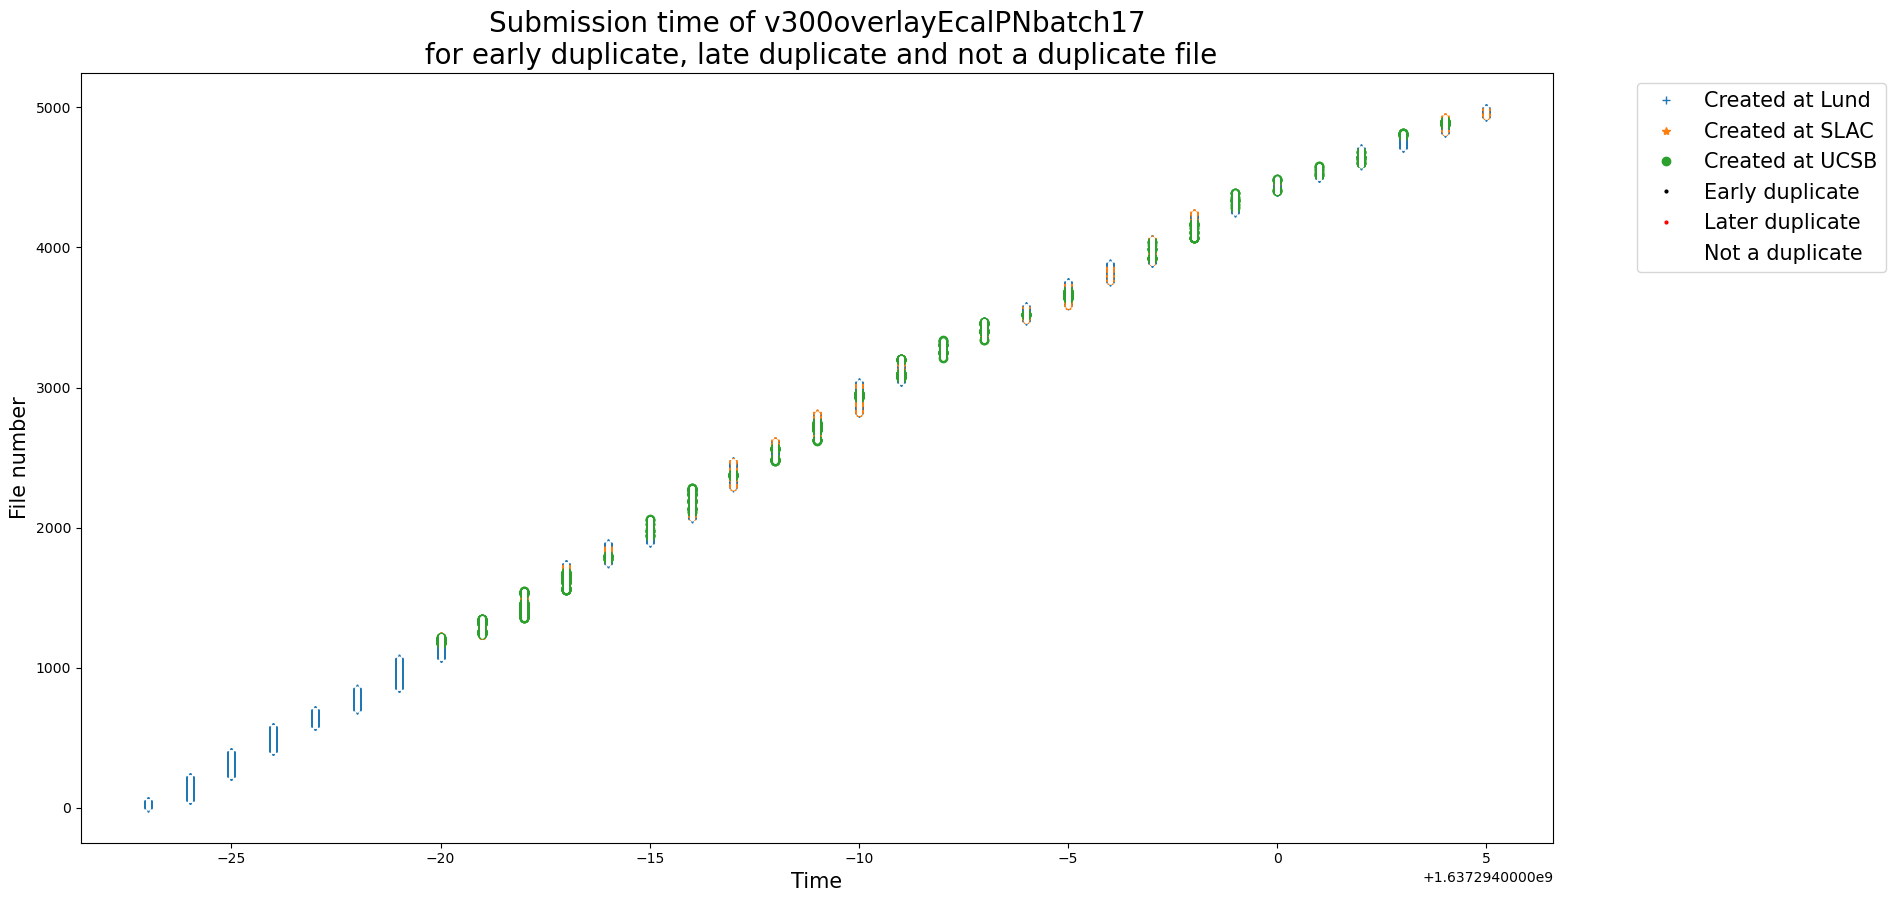 Submission time of v300overlayEcalPNbatch17
for early duplicate, late duplicate and not a duplicate file
Created at Lund
Created at SLAC
Created at UCSB
Early duplicate
Later duplicate
Not a duplicate
File number
5000
4000
3000
2000
1000
0
−25
−20
−15
−10
−5
0
5
Time
+1.6372940000e9